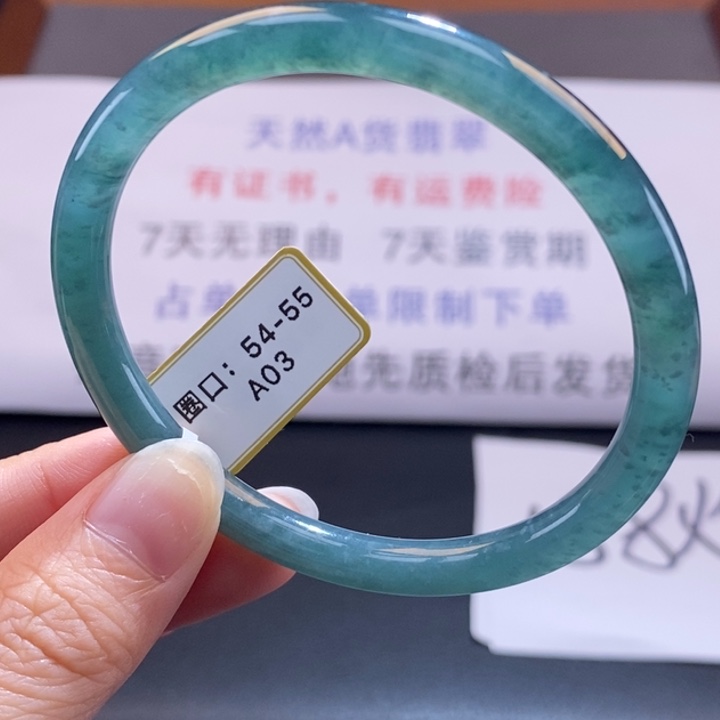 天然A货翡翠
有证书，有运费险
7天无理由 7天鉴赏期
占单 单限制下单
地先质检后发货
圈口：54-55
A03